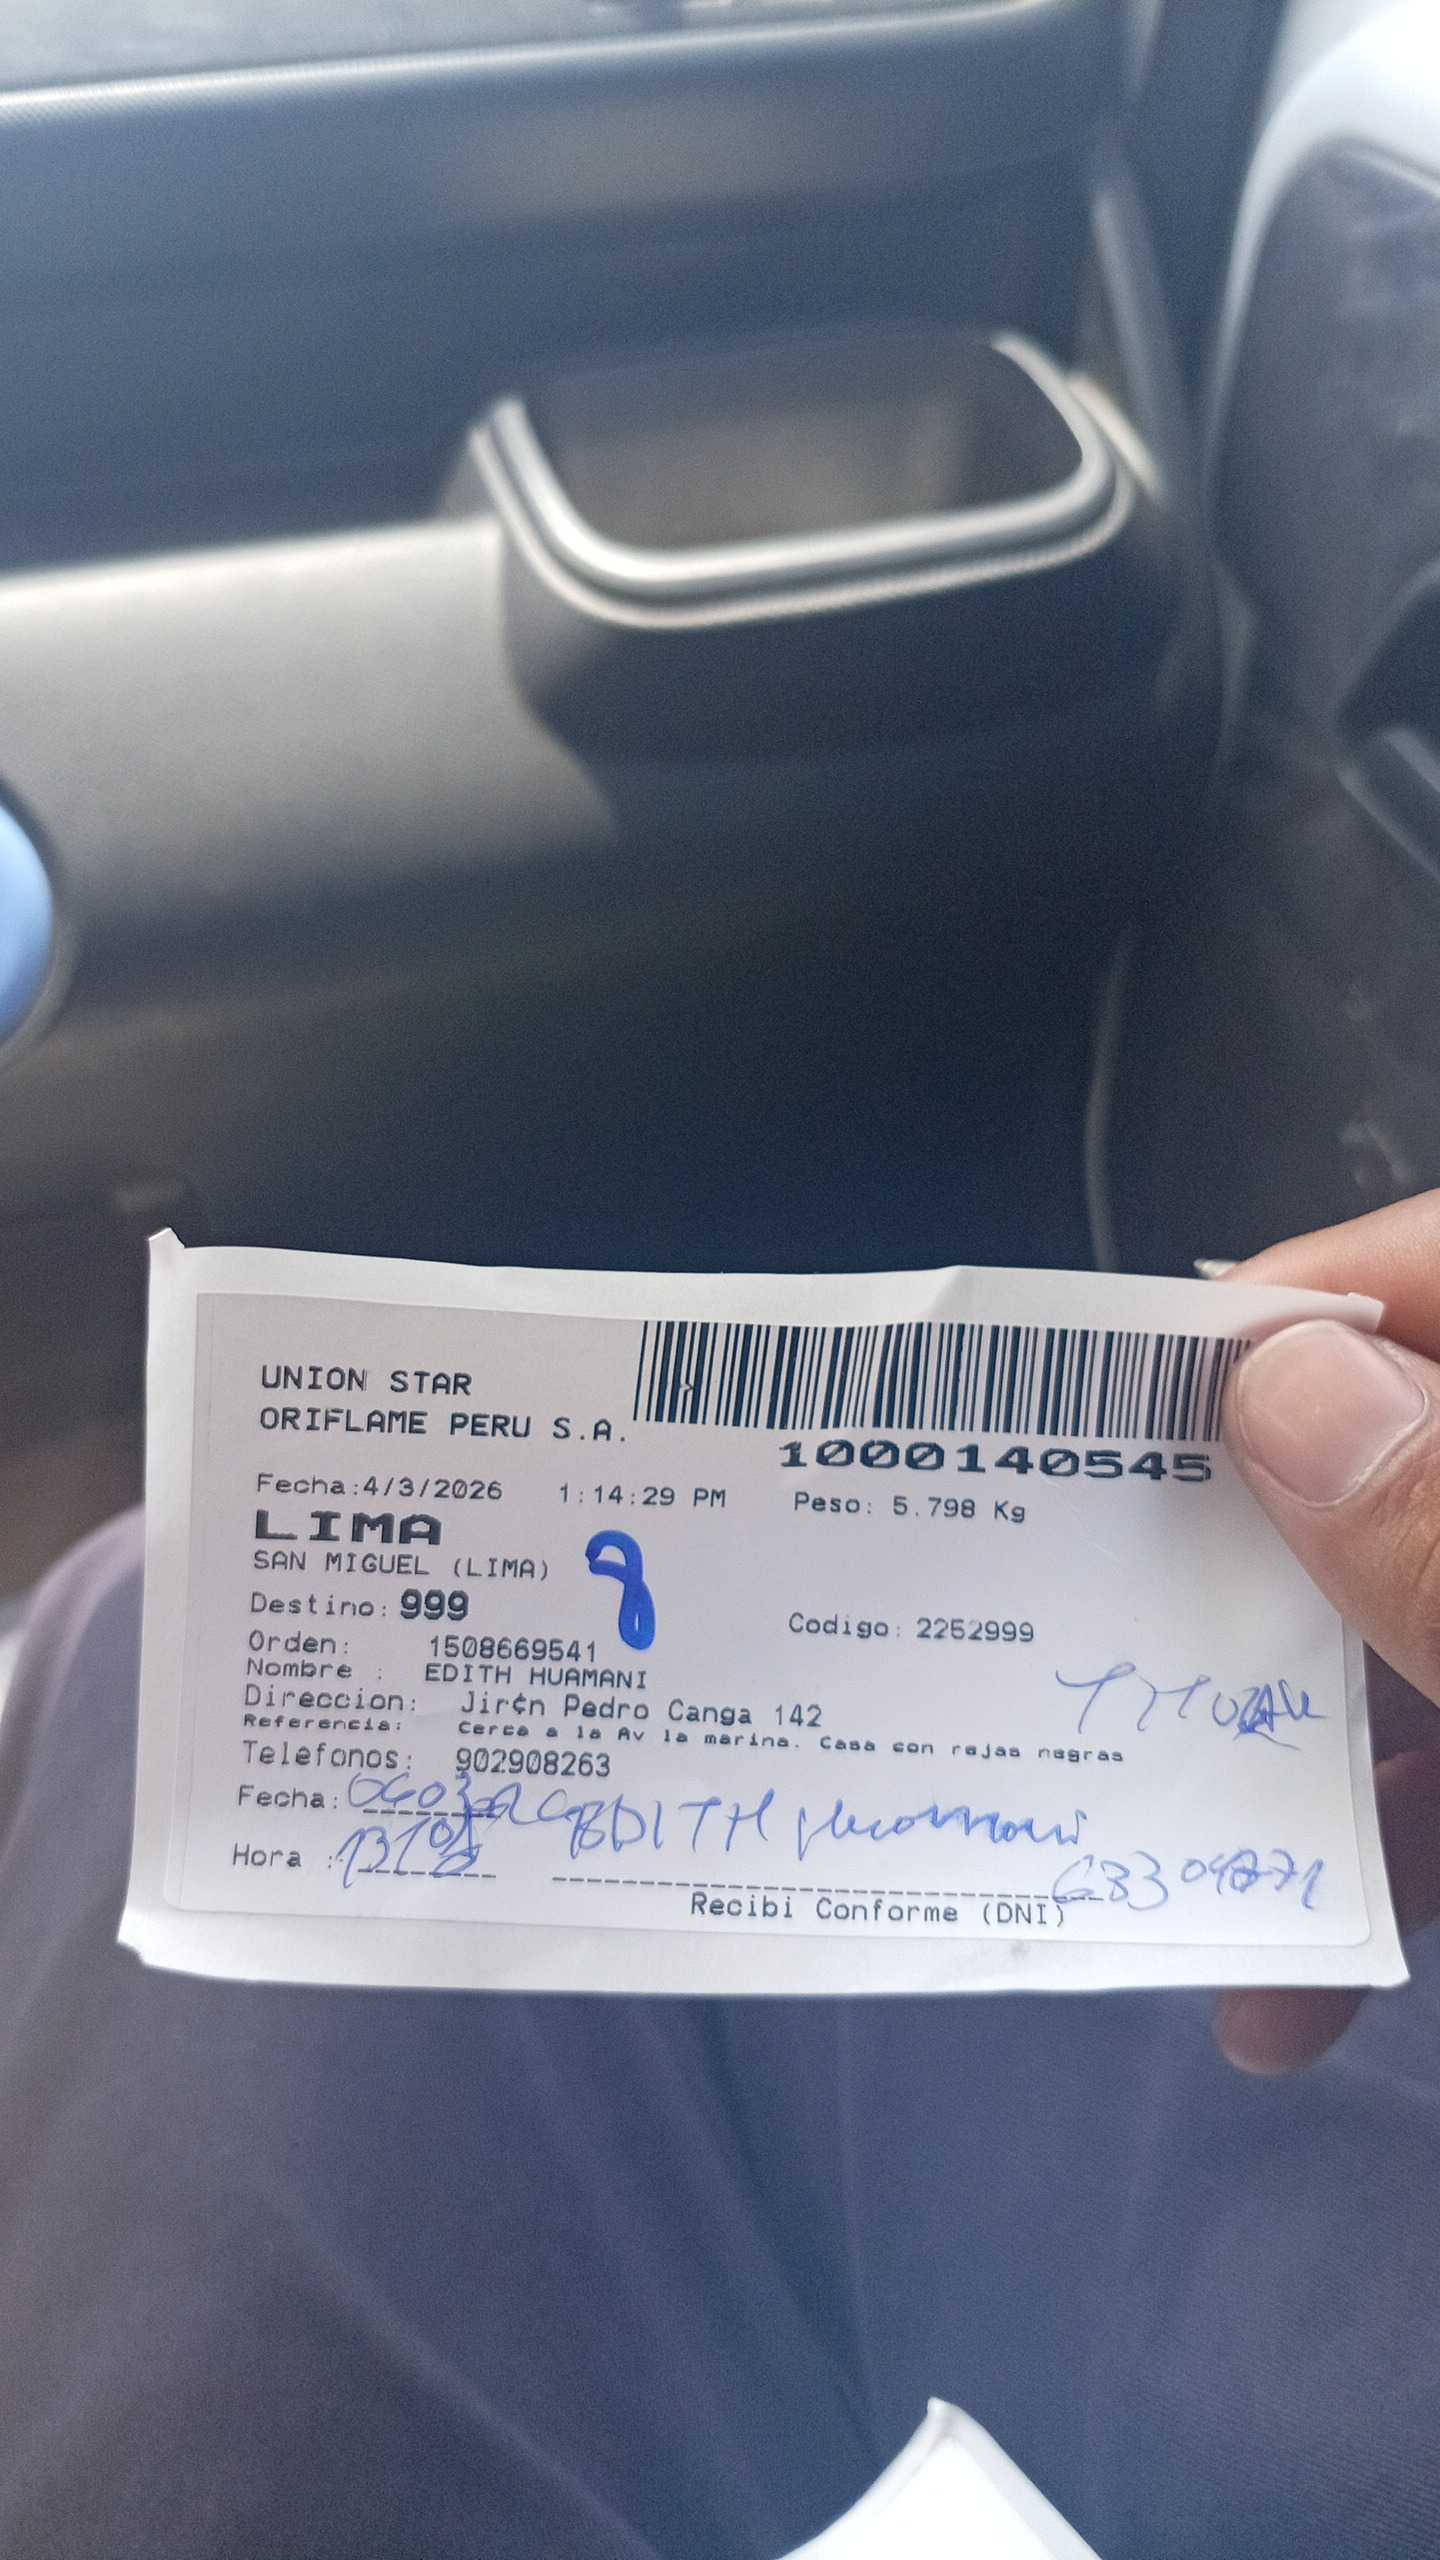 UNION STAR
ORIFLAME PERU S.A.
1000140545
Fecha:4/3/2026 1:14:29 PM Peso: 5.798 Kg
LIMA
SAN MIGUEL (LIMA)
8
Destino: 999
Codigo: 2252999
Orden: 1508669541
Nombre : EDITH HUAMANI
Direccion: Jir¢n Pedro Canga 142
Referencia: Cerca a la Av la marina. Casa con rejas negras
Telefonos: 902908263
Fecha: EDITH Huamani
Hora :
Recibi Conforme (DNI)